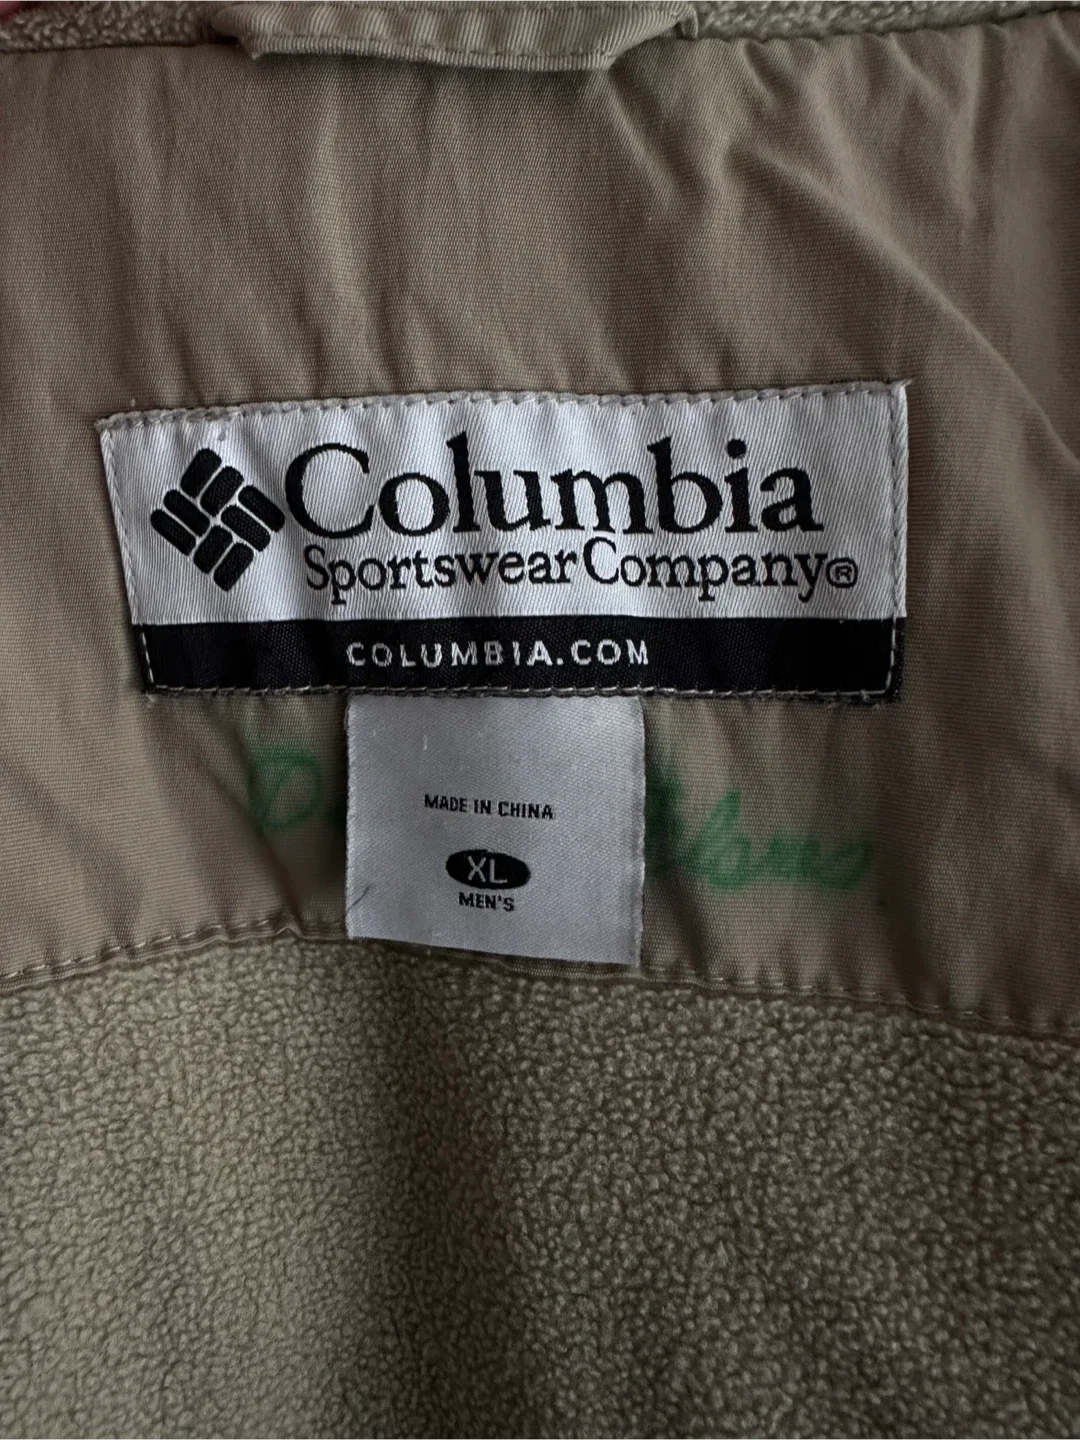 Columbia
Sportswear Company®
COLUMBIA.COM
MADE IN CHINA
XL
MEN'S